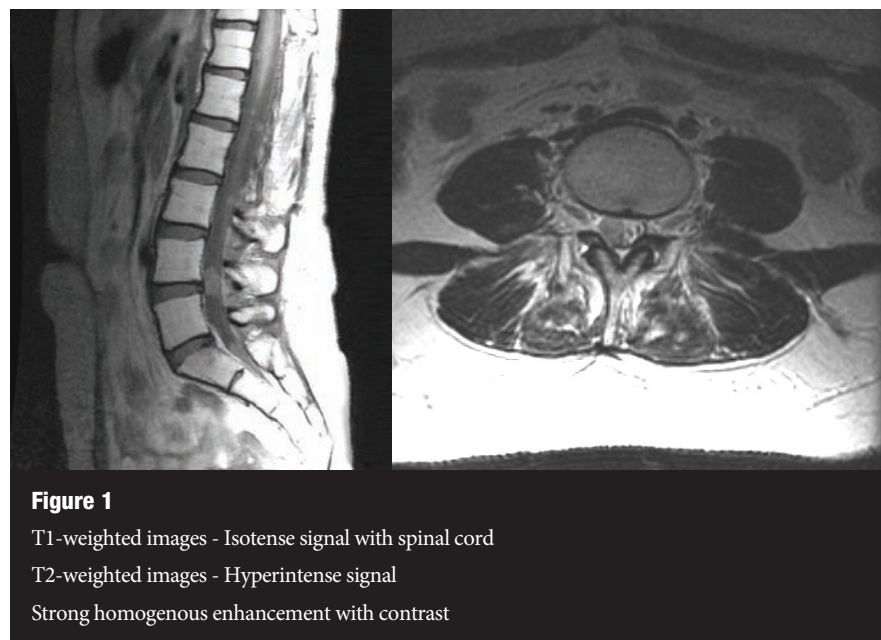 Figure 1
T1-weighted images - Isotense signal with spinal cord
T2-weighted images - Hyperintense signal
Strong homogenous enhancement with contrast